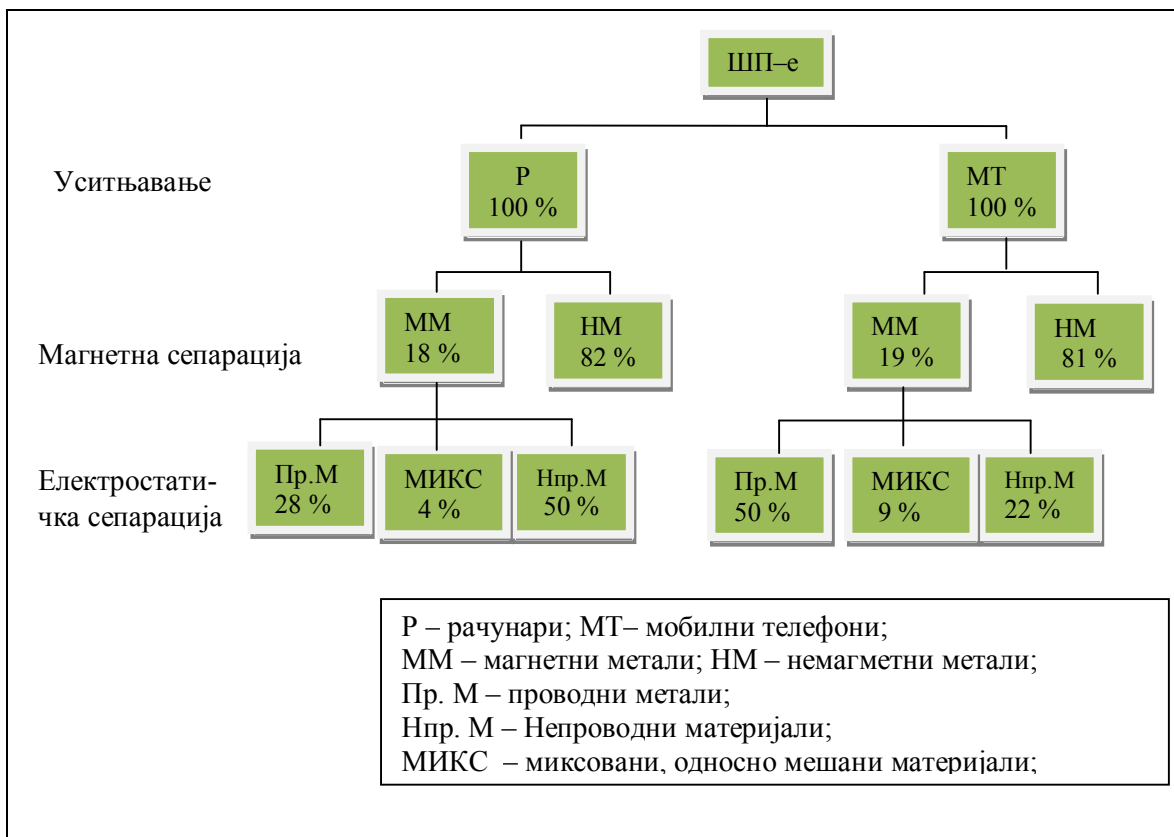 ШП–е
Уситњавање
Р
100 %
МТ
100 %
Магнетна сепарација
ММ
18 %
НМ
82 %
ММ
19 %
НМ
81 %
Електростати-
чка сепарација
Пр.М
28 %
МИКС
4 %
Нпр.М
50 %
Пр.М
50 %
МИКС
9 %
Нпр.М
22 %
Р – рачунари; МТ– мобилни телефони;
ММ – магнетни метали; НМ – немагметни метали;
Пр. М – проводни метали;
Нпр. М – Непроводни материјали;
МИКС – миксовани, односно мешани материјали;